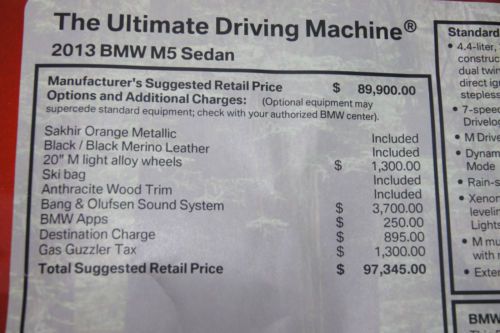 The Ultimate Driving Machine®
2013 BMW M5 Sedan
Manufacturer's Suggested Retail Price $ 89,900.00
Options and Additional Charges: (Optional equipment may
supercede standard equipment; check with your authorized BMW center).
Sakhir Orange Metallic Included
Black / Black Merino Leather Included
20" M light alloy wheels $ 1,300.00
Ski bag Included
Anthracite Wood Trim Included
Bang & Olufsen Sound System $ 3,700.00
BMW Apps $ 250.00
Destination Charge $ 895.00
Gas Guzzler Tax $ 1,300.00
Total Suggested Retail Price $ 97,345.00
Standard
• 4.4-liter,
construc
dual twin
direct ign
stepless
• 7-speed
Drivelog
• M Drive
• Dynam
Mode
• Rain-s
• Xenon
levelin
Lights
• M mu
with
• Exter
BMW